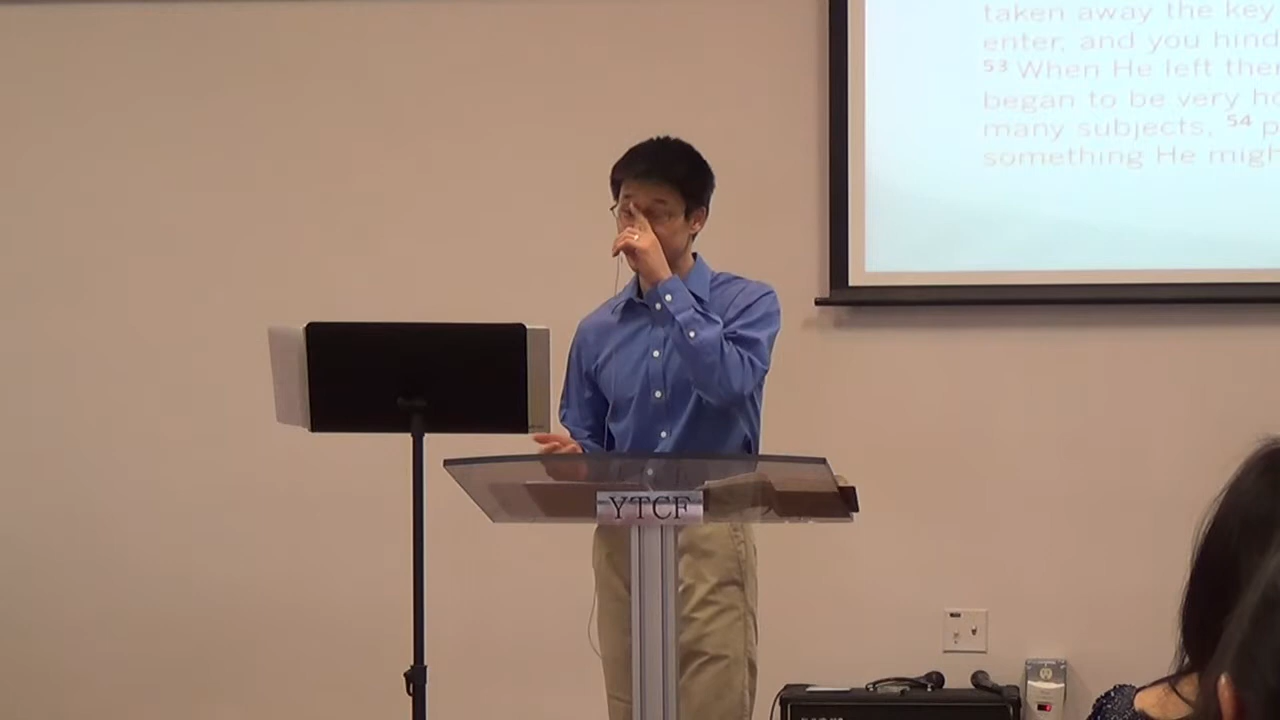 taken away the key
enter, and you hind
53 When He left ther
began to be very ho
many subjects, 54 p
something He migh
YTCF